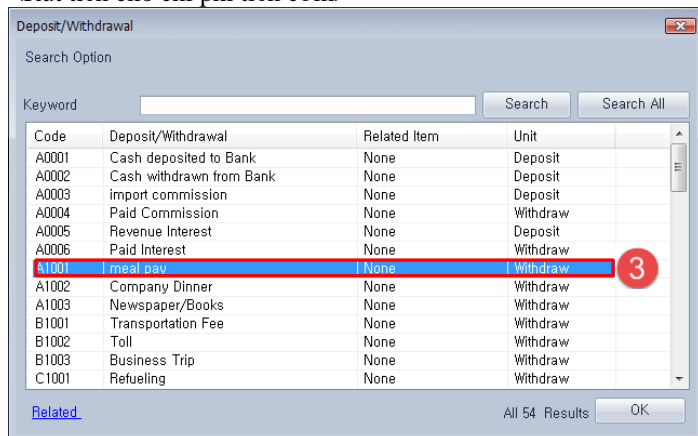 Deposit/Withdrawal
Search Option
Keyword Search Search All
Code Deposit/Withdrawal Related Item Unit
A0001 Cash deposited to Bank None Deposit
A0002 Cash withdrawn from Bank None Deposit
A0003 import commission None Deposit
A0004 Paid Commission None Withdraw
A0005 Revenue Interest None Deposit
A0006 Paid Interest None Withdraw
A1001 meal pay None Withdraw 3
A1002 Company Dinner None Withdraw
A1003 Newspaper/Books None Withdraw
B1001 Transportation Fee None Withdraw
B1002 Toll None Withdraw
B1003 Business Trip None Withdraw
C1001 Refueling None Withdraw
Related All 54 Results OK